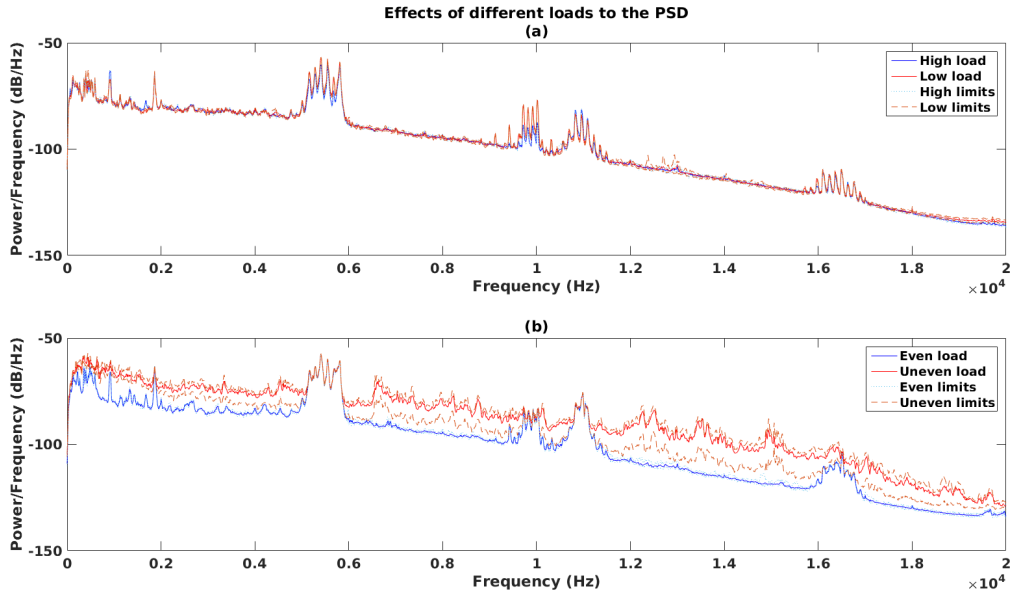 Effects of different loads to the PSD
(a)
Power/Frequency (dB/Hz)
-50
-100
-150
High load
Low load
High limits
Low limits
0 0.2 0.4 0.6 0.8 1 1.2 1.4 1.6 1.8 2
Frequency (Hz)
×10⁴
(b)
Power/Frequency (dB/Hz)
-50
-100
-150
Even load
Uneven load
Even limits
Uneven limits
0 0.2 0.4 0.6 0.8 1 1.2 1.4 1.6 1.8 2
Frequency (Hz)
×10⁴